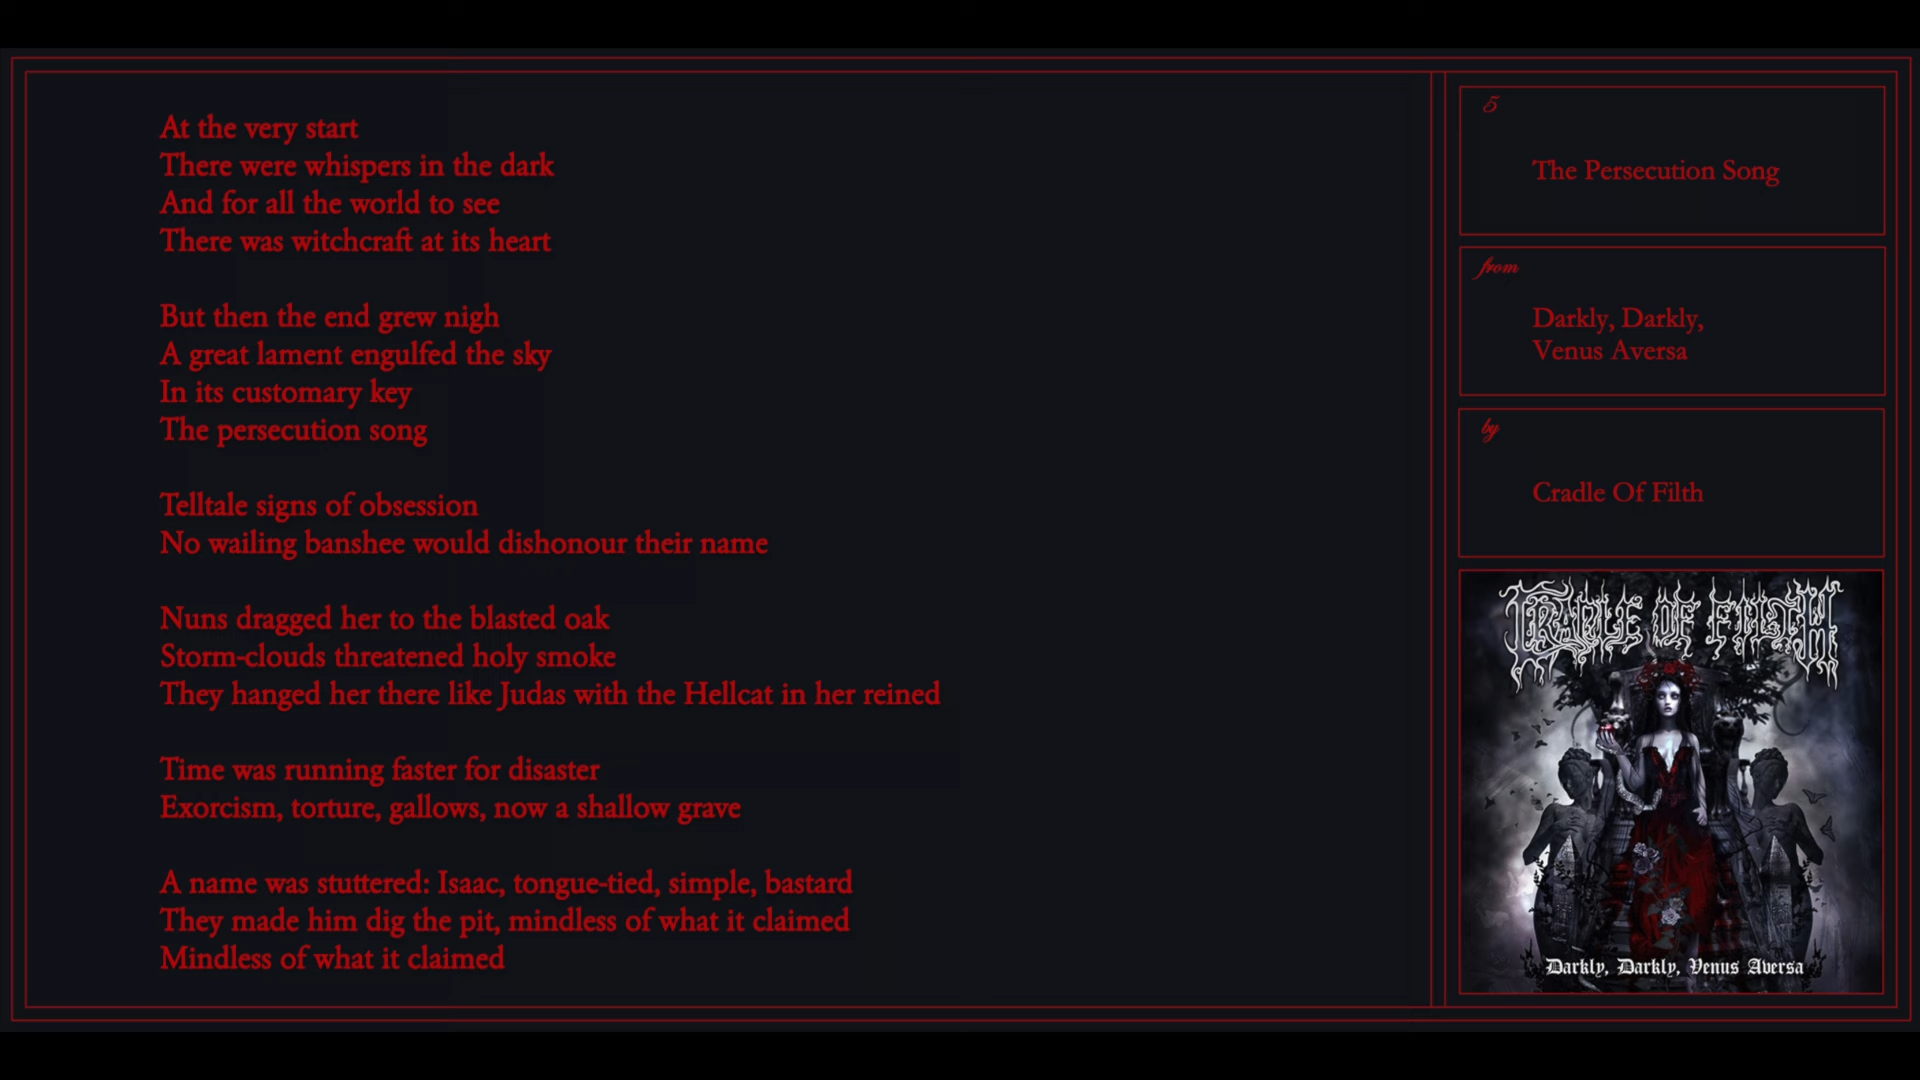 At the very start
There were whispers in the dark
And for all the world to see
There was witchcraft at its heart
But then the end grew nigh
A great lament engulfed the sky
In its customary key
The persecution song
Telltale signs of obsession
No wailing banshee would dishonour their name
Nuns dragged her to the blasted oak
Storm-clouds threatened holy smoke
They hanged her there like Judas with the Hellcat in her reined
Time was running faster for disaster
Exorcism, torture, gallows, now a shallow grave
A name was stuttered: Isaac, tongue-tied, simple, bastard
They made him dig the pit, mindless of what it claimed
Mindless of what it claimed
5
The Persecution Song
from
Darkly, Darkly,
Venus Aversa
by
Cradle Of Filth
CRADLE OF FILTH
Darkly, Darkly, Venus Aversa